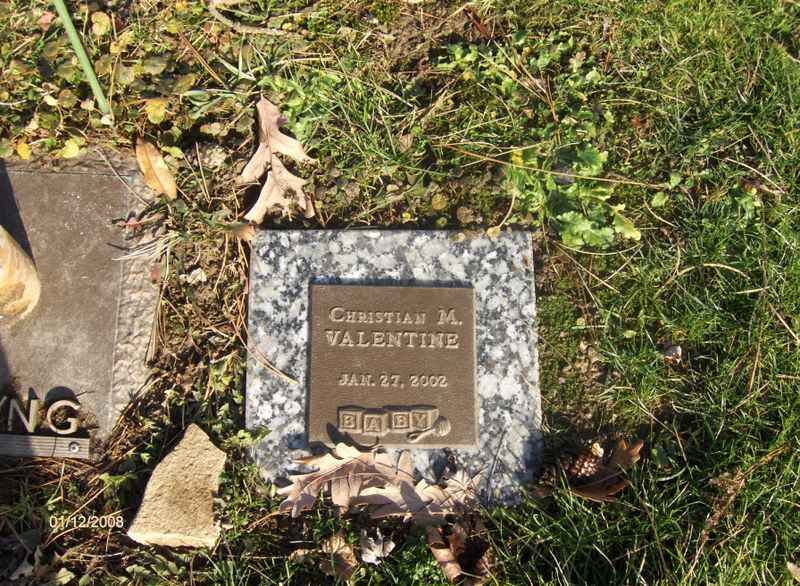 CHRISTIAN M.
VALENTINE
JAN. 27, 2002
BABY
NG
01/12/2008